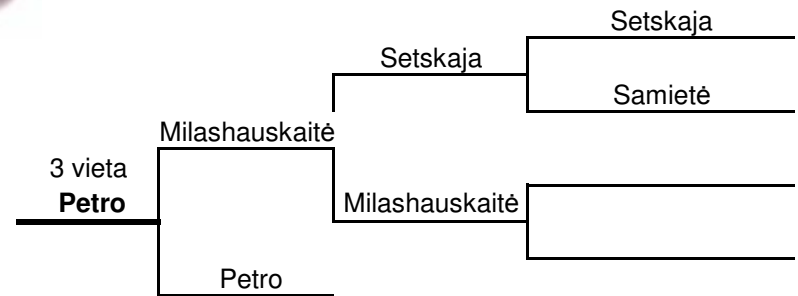 Setskaja
Setskaja
Samietė
Milashauskaitė
3 vieta
Petro
Milashauskaitė
Petro